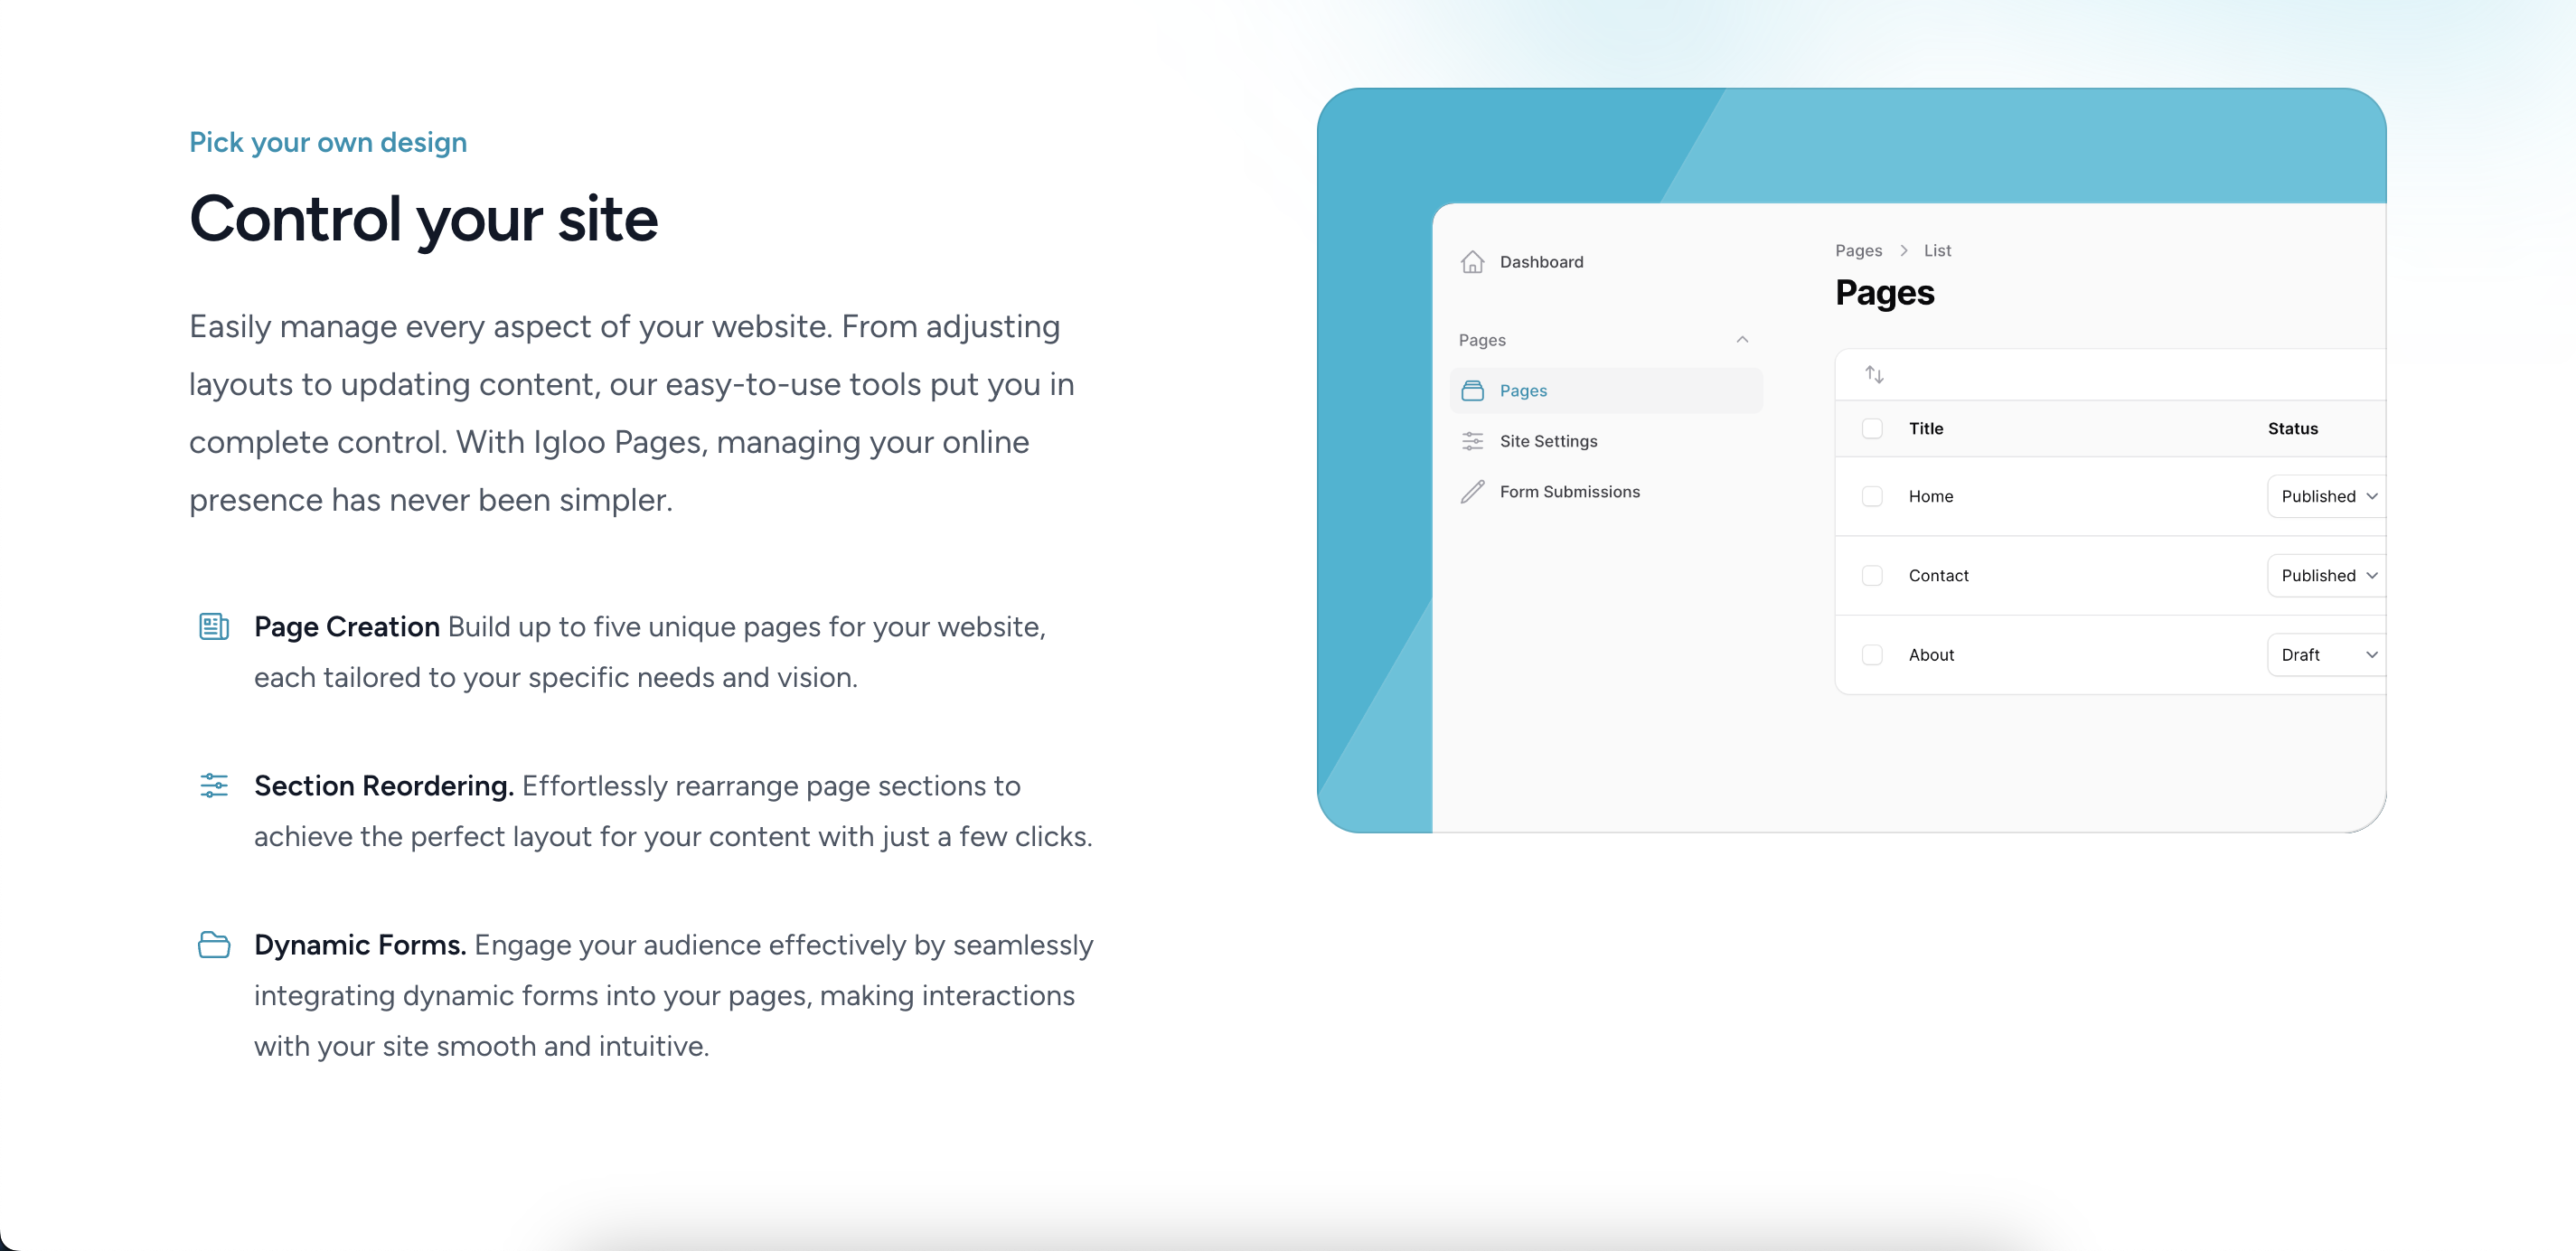 Pick your own design
Control your site
Easily manage every aspect of your website. From adjusting
layouts to updating content, our easy-to-use tools put you in
complete control. With Igloo Pages, managing your online
presence has never been simpler.
Page Creation Build up to five unique pages for your website,
each tailored to your specific needs and vision.
Section Reordering. Effortlessly rearrange page sections to
achieve the perfect layout for your content with just a few clicks.
Dynamic Forms. Engage your audience effectively by seamlessly
integrating dynamic forms into your pages, making interactions
with your site smooth and intuitive.
Dashboard
Pages
Pages
Site Settings
Form Submissions
Pages > List
Pages
Title Status
Home Published
Contact Published
About Draft